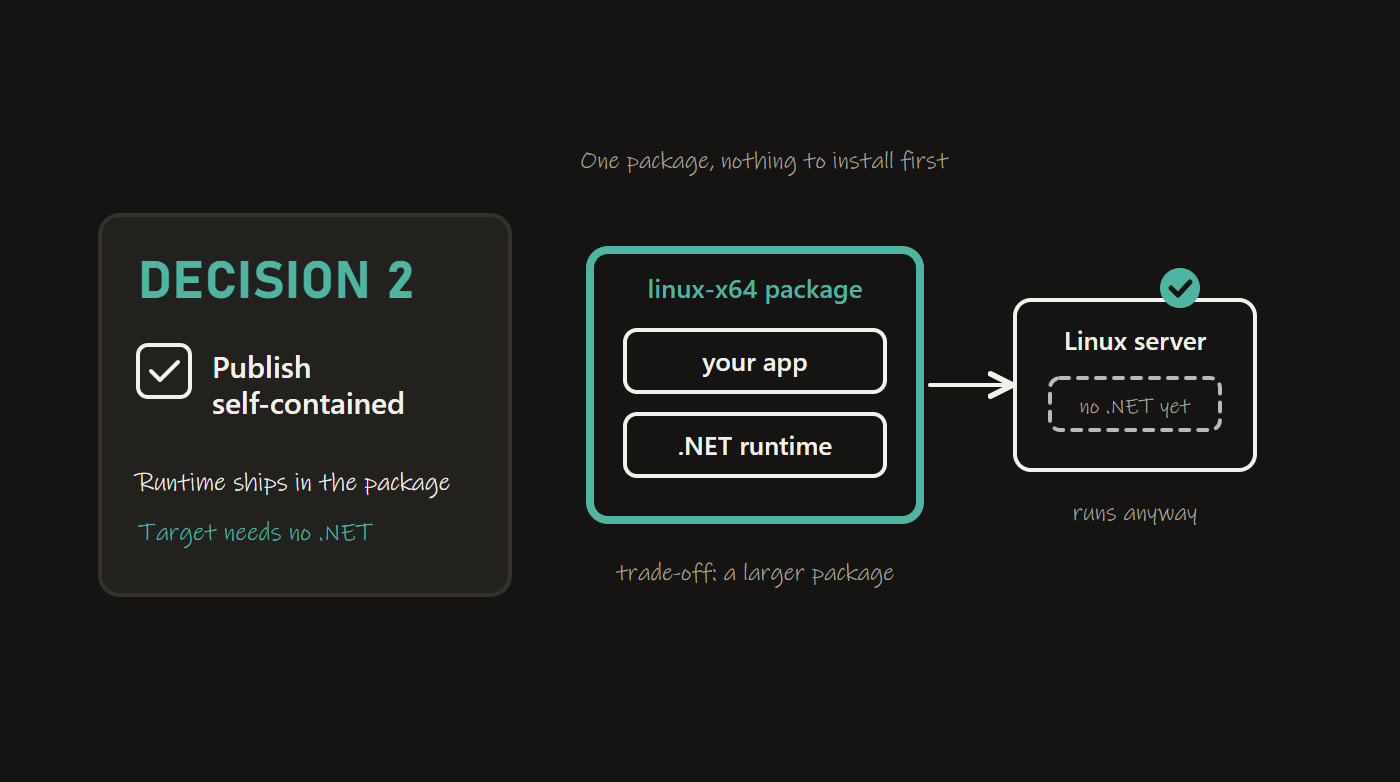 One package, nothing to install first
DECISION 2
Publish
self-contained
Runtime ships in the package
Target needs no .NET
linux-x64 package
your app
.NET runtime
trade-off: a larger package
Linux server
no .NET yet
runs anyway